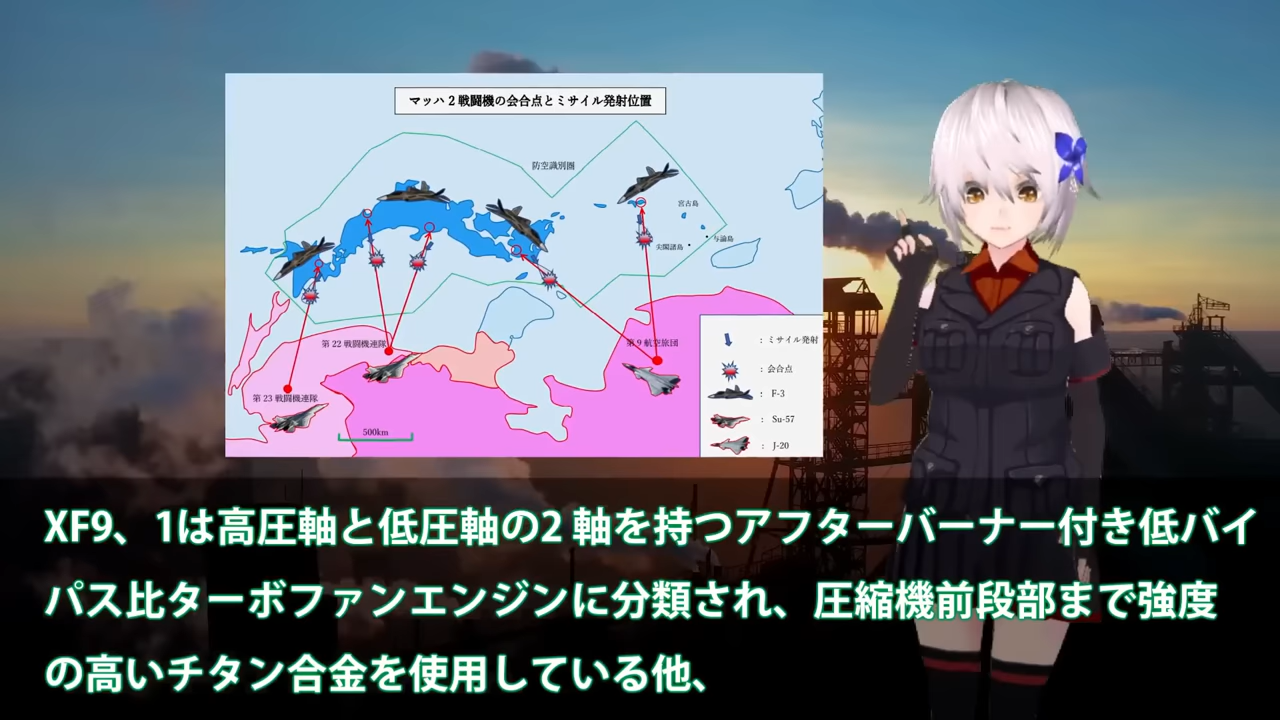 マッハ 2 戦闘機の会合点とミサイル発射位置
防空識別圏
宮古島
与論島
尖閣諸島
第 22 戦闘機連隊
第 9 航空旅団
第 23 戦闘機連隊
500km
：ミサイル発射
：会合点
： F-3
： Su-57
： J-20
XF9、1は高圧軸と低圧軸の2 軸を持つアフターバーナー付き低バイ
パス比ターボファンエンジンに分類され、圧縮機前段部まで強度
の高いチタン合金を使用している他、